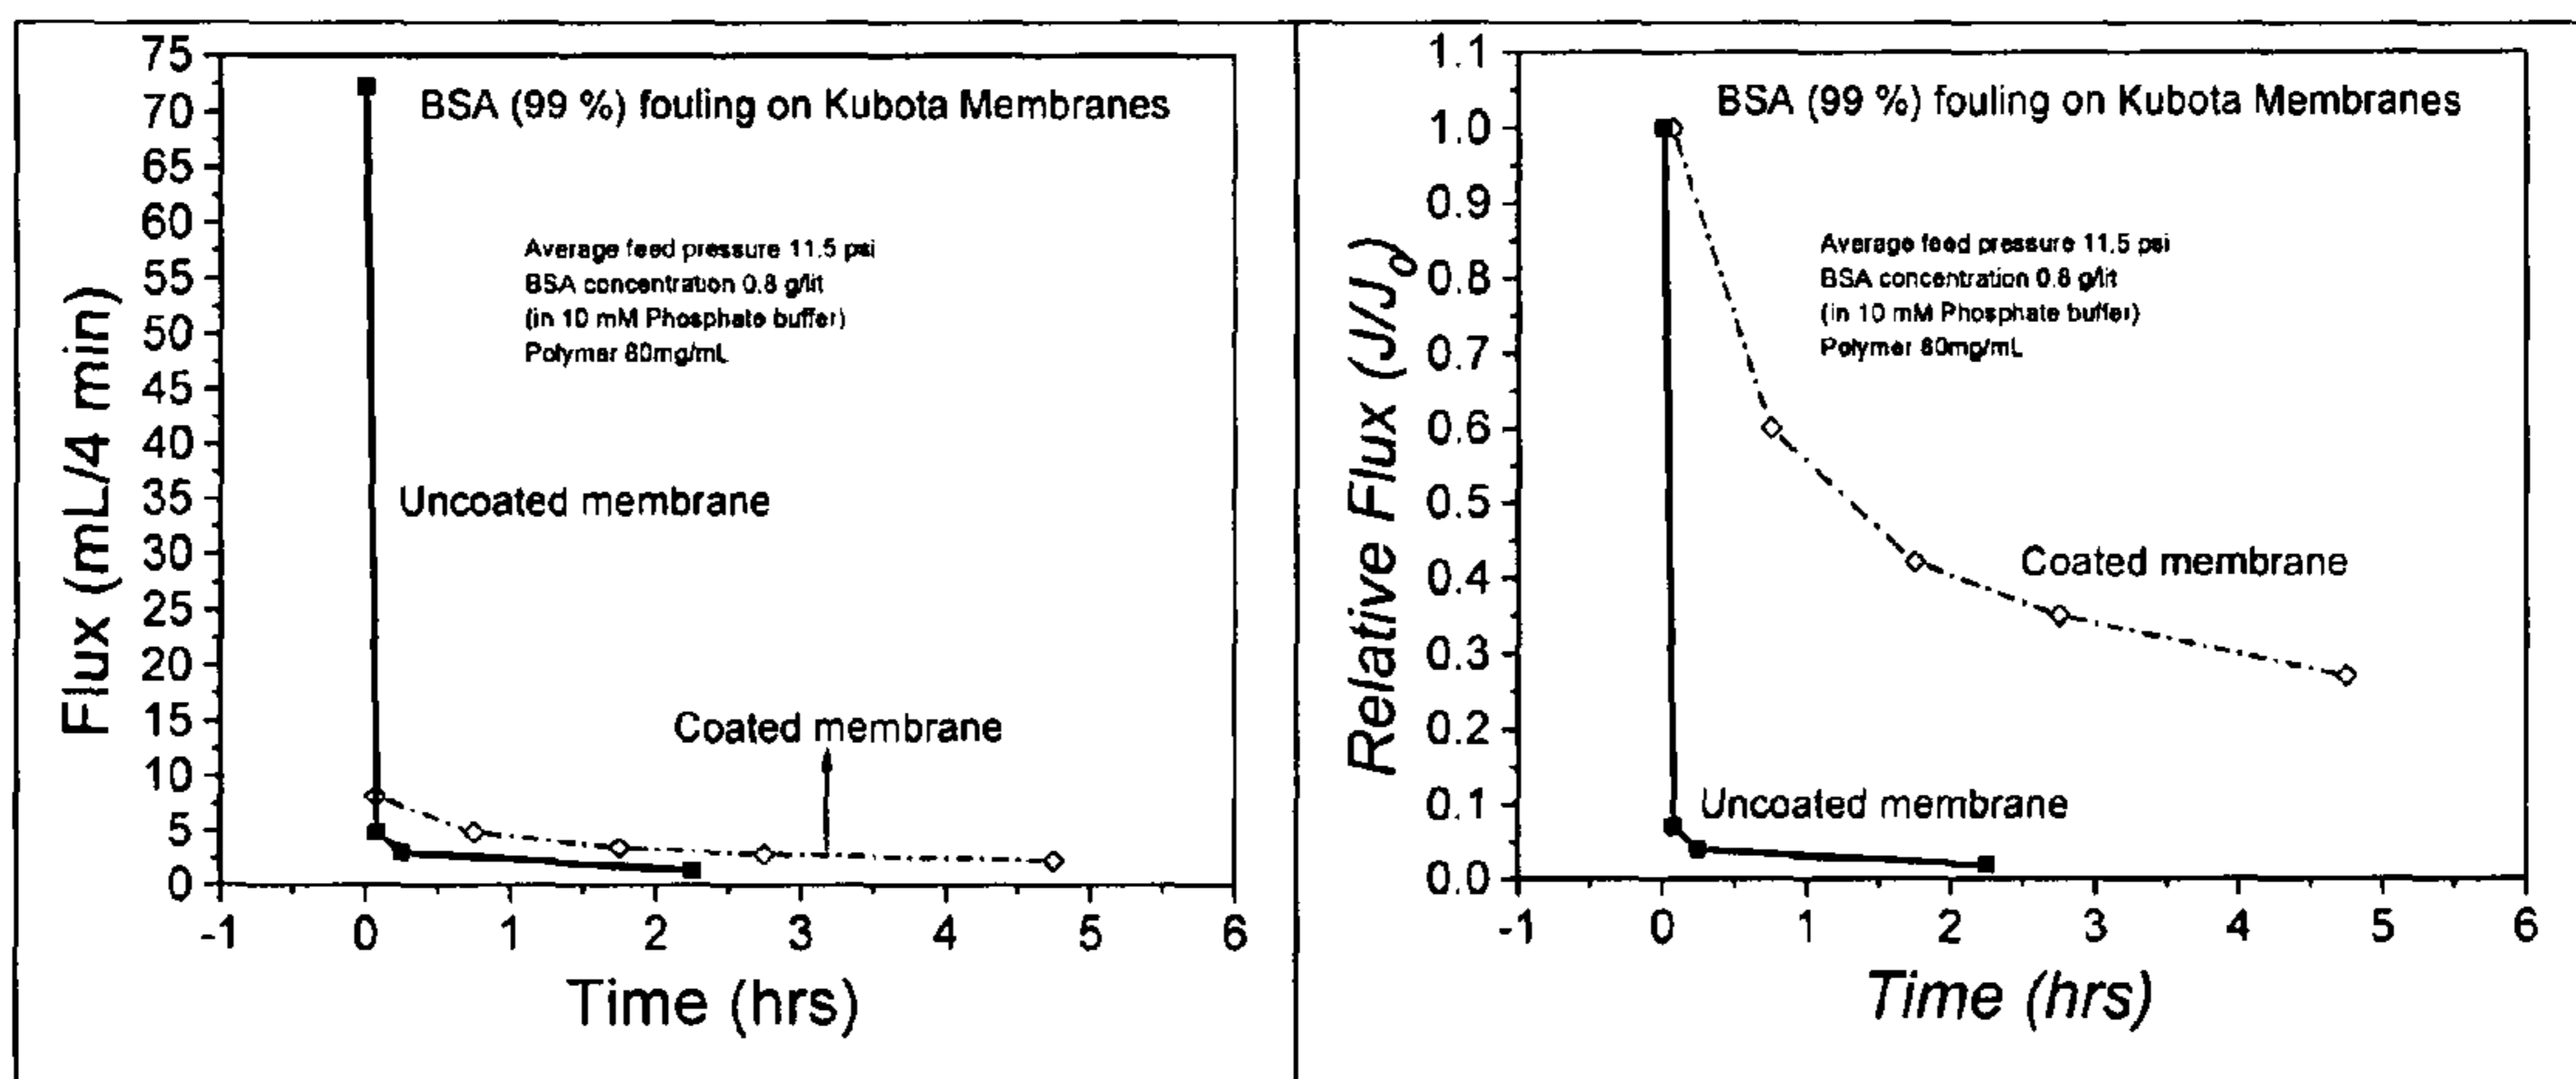 75
70
65
60
55
50
45
40
35
30
25
20
15
10
5
0
Flux (mL/4 min)
BSA (99 %) fouling on Kubota Membranes
Average feed pressure 11.5 psi
BSA concentration 0.8 g/lit
(in 10 mM Phosphate buffer)
Polymer 80mg/mL
Uncoated membrane
Coated membrane
-1 0 1 2 3 4 5 6
Time (hrs)
1.1
1.0
0.9
0.8
0.7
0.6
0.5
0.4
0.3
0.2
0.1
0.0
Relative Flux (J/J0)
BSA (99 %) fouling on Kubota Membranes
Average feed pressure 11.5 psi
BSA concentration 0.8 g/lit
(in 10 mM Phosphate buffer)
Polymer 80mg/mL
Coated membrane
Uncoated membrane
-1 0 1 2 3 4 5 6
Time (hrs)